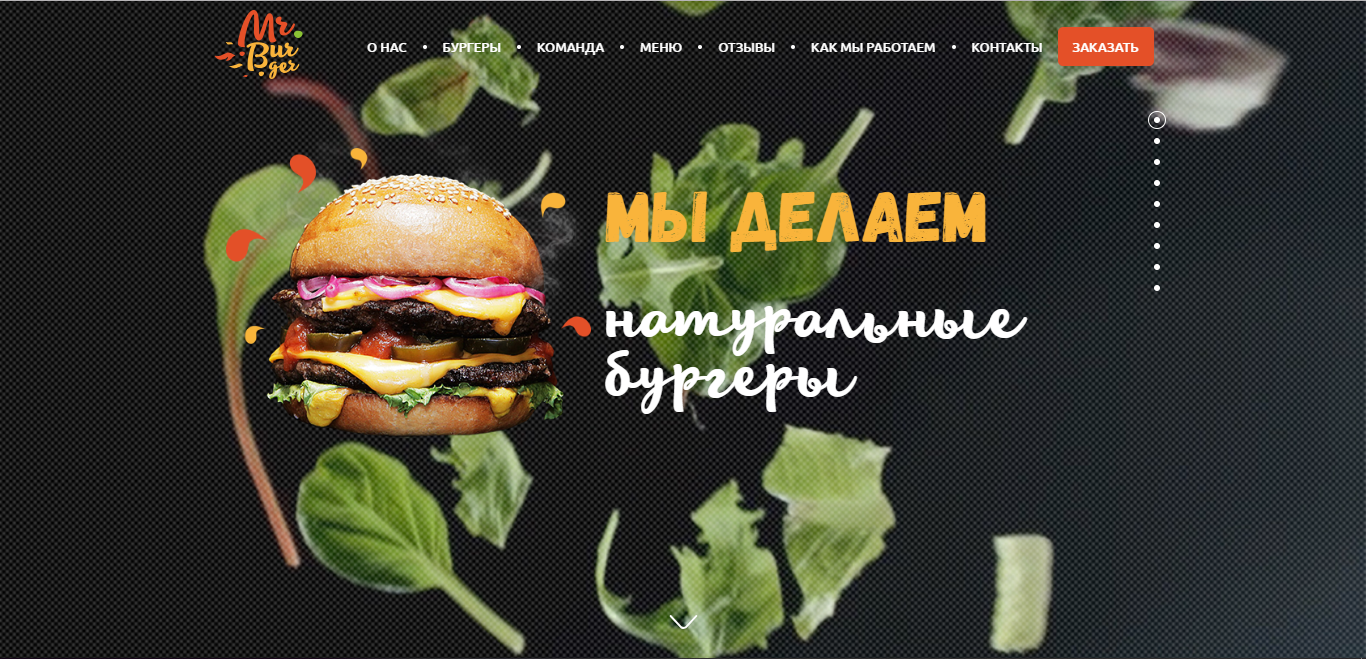 Mr
Bur
ger
О НАС • БУРГЕРЫ • КОМАНДА • МЕНЮ • ОТЗЫВЫ • КАК МЫ РАБОТАЕМ • КОНТАКТЫ ЗАКАЗАТЬ
МЫ ДЕЛАЕМ
натуральные
бургеры